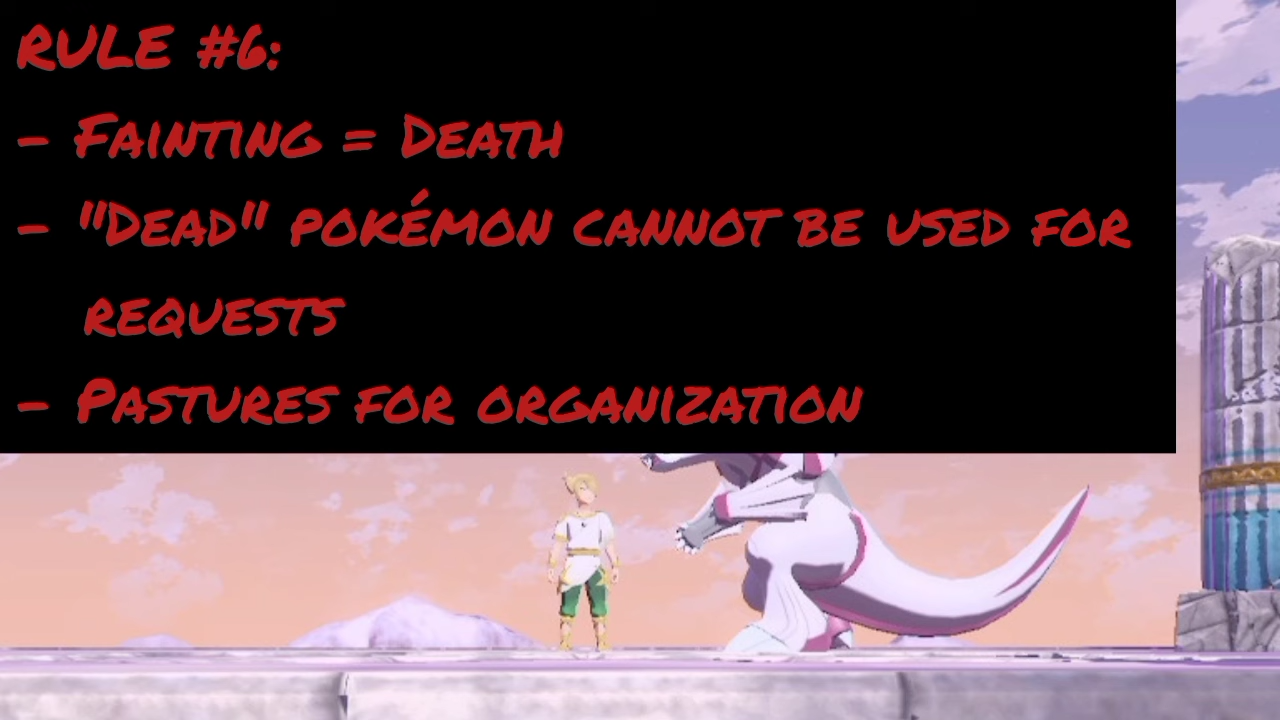 RULE #6:
- FAINTING = DEATH
- "DEAD" POKÉMON CANNOT BE USED FOR
REQUESTS
- PASTURES FOR ORGANIZATION